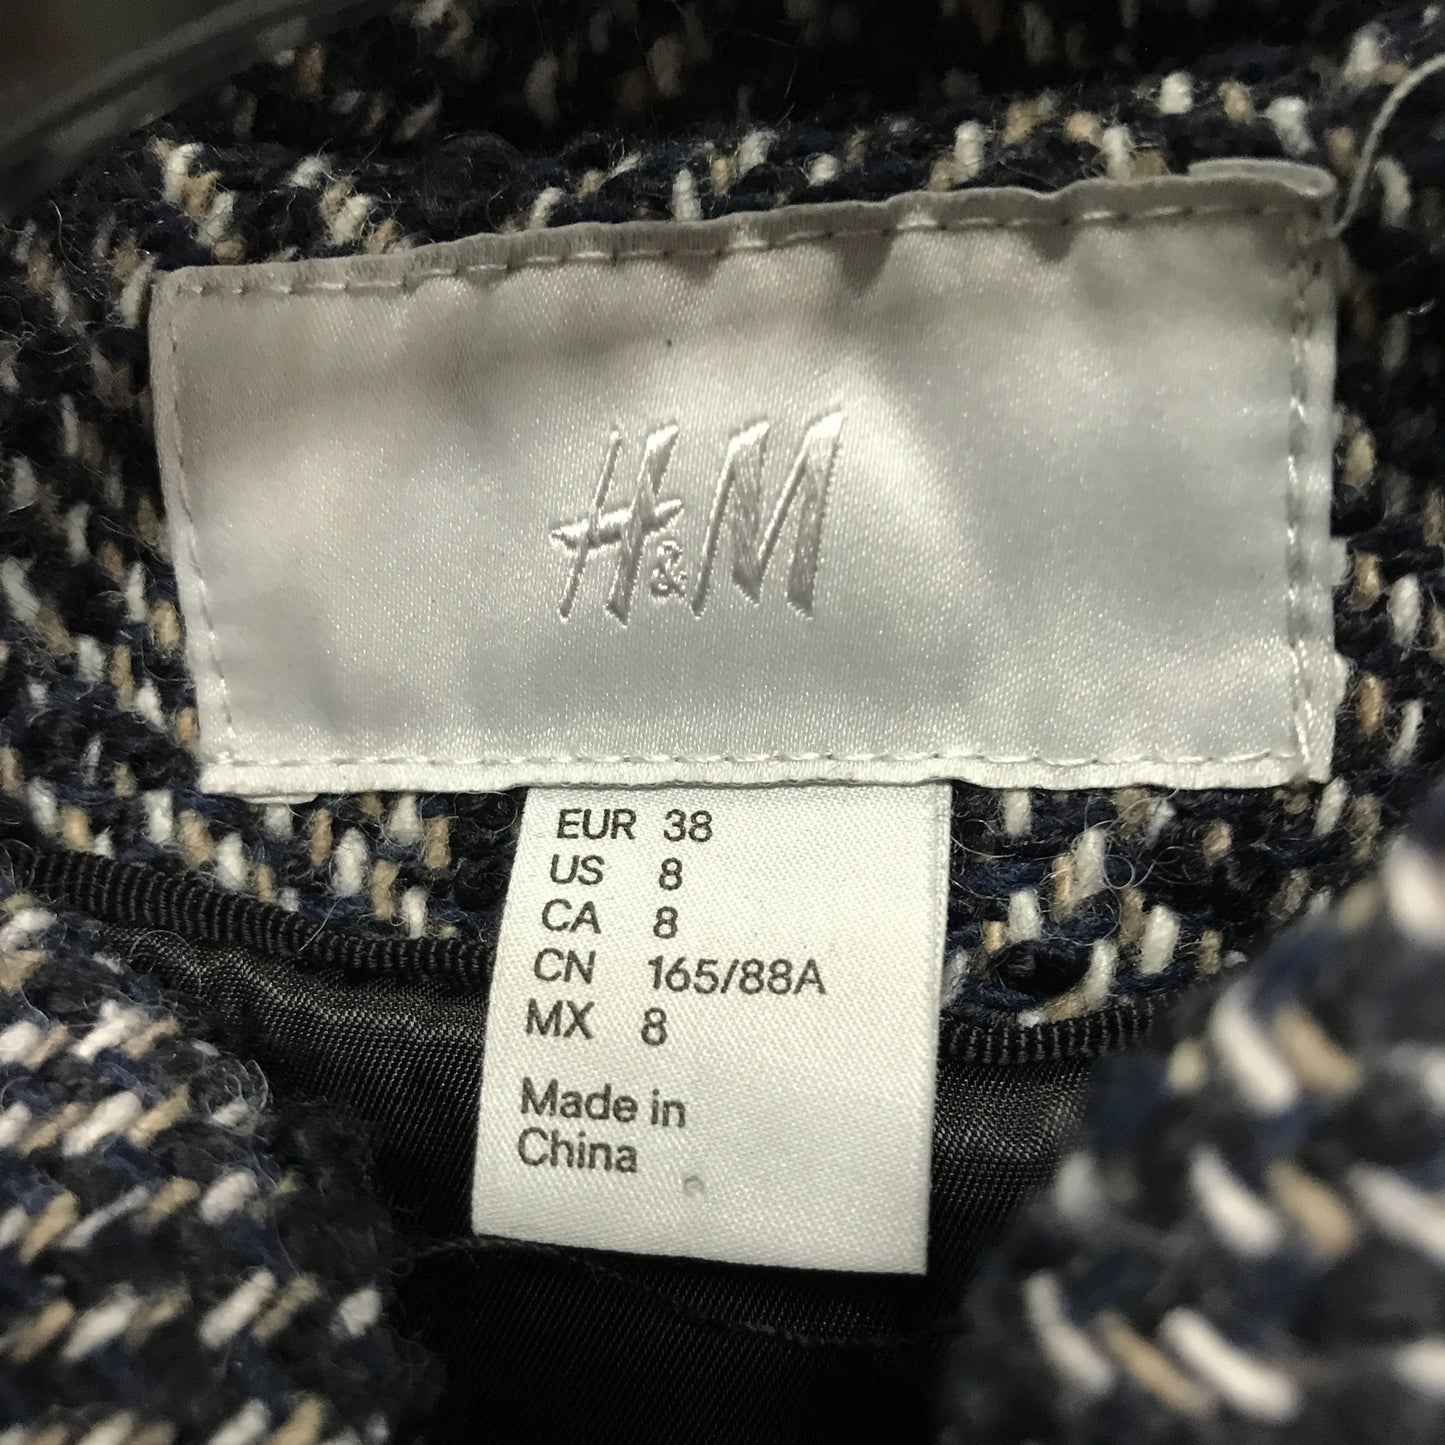 H&M
EUR 38
US 8
CA 8
CN 165/88A
MX 8
Made in
China